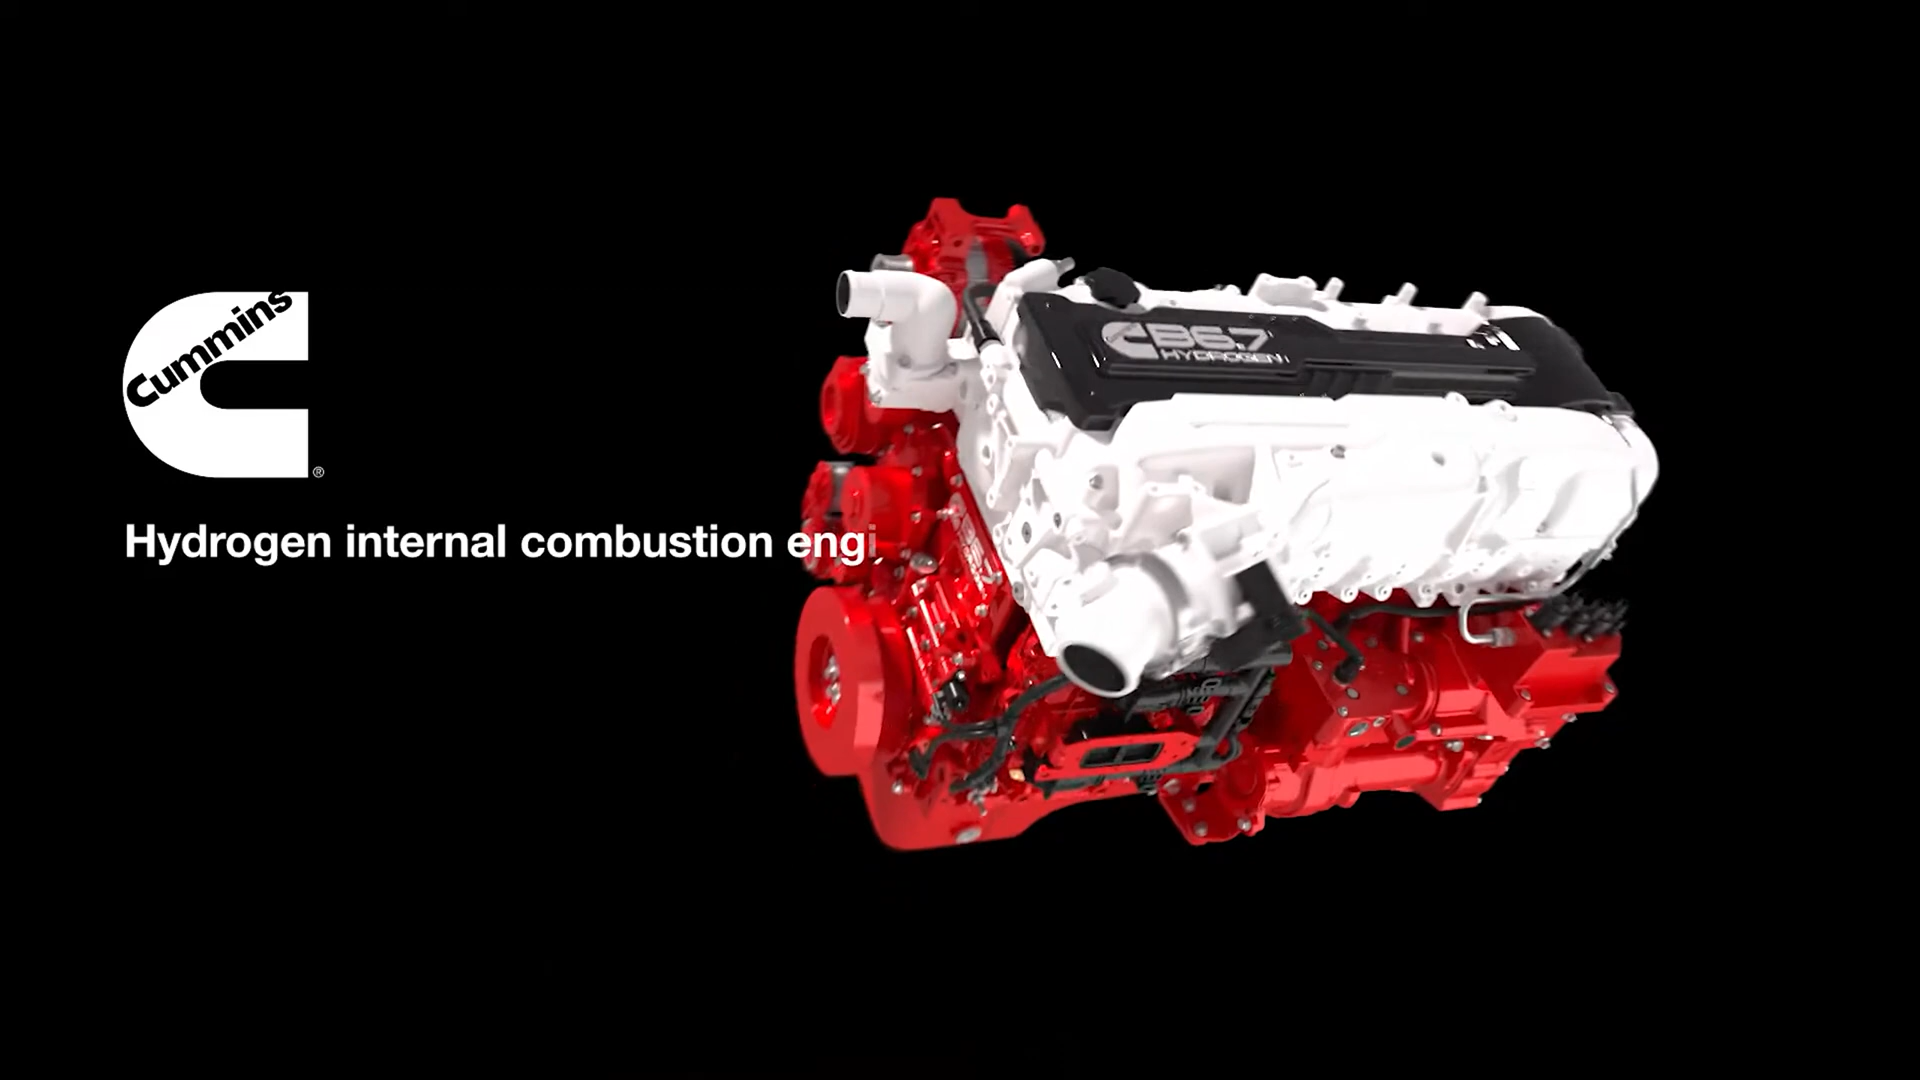 Cummins
®
Hydrogen internal combustion engi
B6.7
HYDROGEN